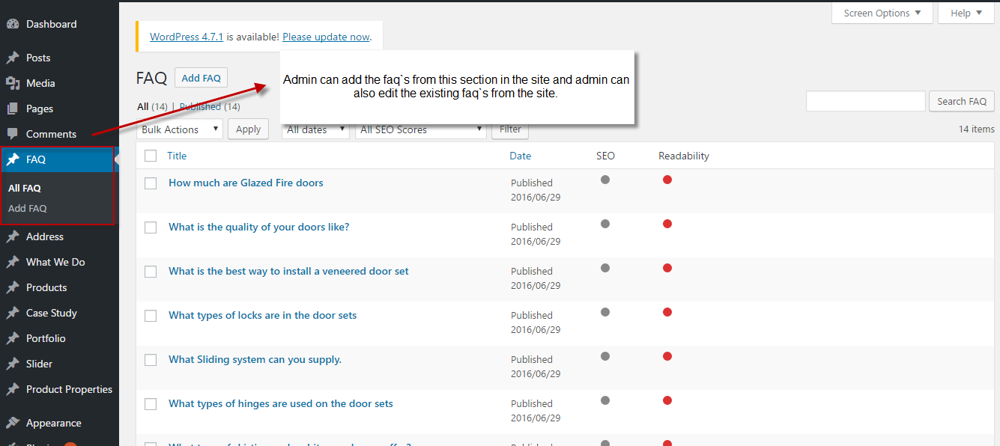 Dashboard
Posts
Media
Pages
Comments
FAQ
All FAQ
Add FAQ
Address
What We Do
Products
Case Study
Portfolio
Slider
Product Properties
Appearance
Screen Options ▼
Help ▼
WordPress 4.7.1 is available! Please update now.
FAQ Add FAQ
Admin can add the faq`s from this section in the site and admin can
also edit the existing faq`s from the site.
All (14) | Published (14)
Search FAQ
Bulk Actions ▼ Apply All dates ▼ All SEO Scores ▼ Filter
14 items
Title Date SEO Readability
How much are Glazed Fire doors Published
2016/06/29
What is the quality of your doors like? Published
2016/06/29
What is the best way to install a veneered door set Published
2016/06/29
What types of locks are in the door sets Published
2016/06/29
What Sliding system can you supply. Published
2016/06/29
What types of hinges are used on the door sets Published
2016/06/29